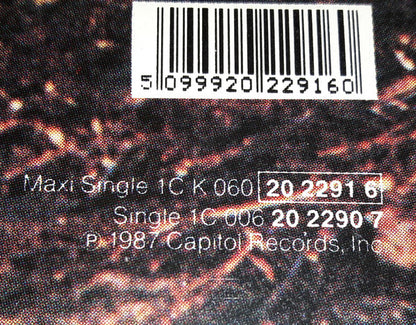 5 099920 229160
Maxi Single 1C K 060 20 2291 6
Single 1C 006 20 2290 7
℗ 1987 Capitol Records, Inc